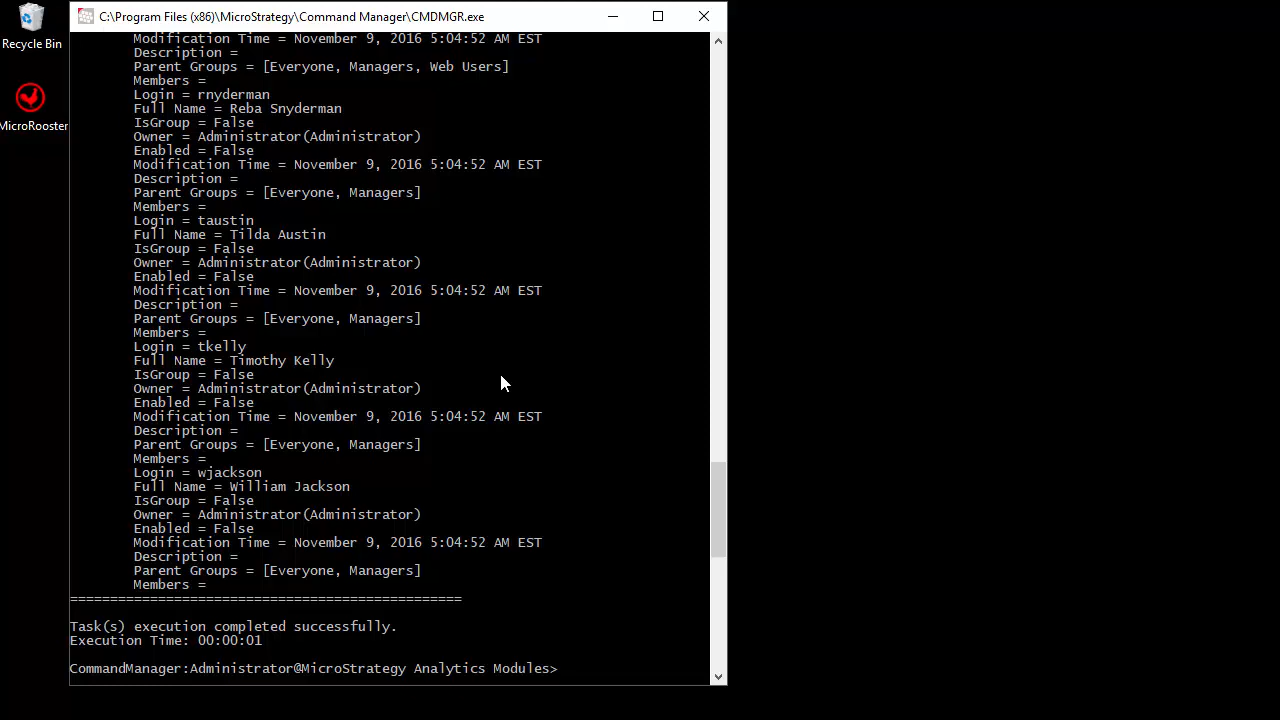 Recycle Bin
MicroRooster
C:\Program Files (x86)\MicroStrategy\Command Manager\CMDMGR.exe
Modification Time = November 9, 2016 5:04:52 AM EST
Description =
Parent Groups = [Everyone, Managers, Web Users]
Members =
Login = rnyderman
Full Name = Reba Snyderman
IsGroup = False
Owner = Administrator(Administrator)
Enabled = False
Modification Time = November 9, 2016 5:04:52 AM EST
Description =
Parent Groups = [Everyone, Managers]
Members =
Login = taustin
Full Name = Tilda Austin
IsGroup = False
Owner = Administrator(Administrator)
Enabled = False
Modification Time = November 9, 2016 5:04:52 AM EST
Description =
Parent Groups = [Everyone, Managers]
Members =
Login = tkelly
Full Name = Timothy Kelly
IsGroup = False
Owner = Administrator(Administrator)
Enabled = False
Modification Time = November 9, 2016 5:04:52 AM EST
Description =
Parent Groups = [Everyone, Managers]
Members =
Login = wjackson
Full Name = William Jackson
IsGroup = False
Owner = Administrator(Administrator)
Enabled = False
Modification Time = November 9, 2016 5:04:52 AM EST
Description =
Parent Groups = [Everyone, Managers]
Members =
=================================================
Task(s) execution completed successfully.
Execution Time: 00:00:01
CommandManager:Administrator@MicroStrategy Analytics Modules>